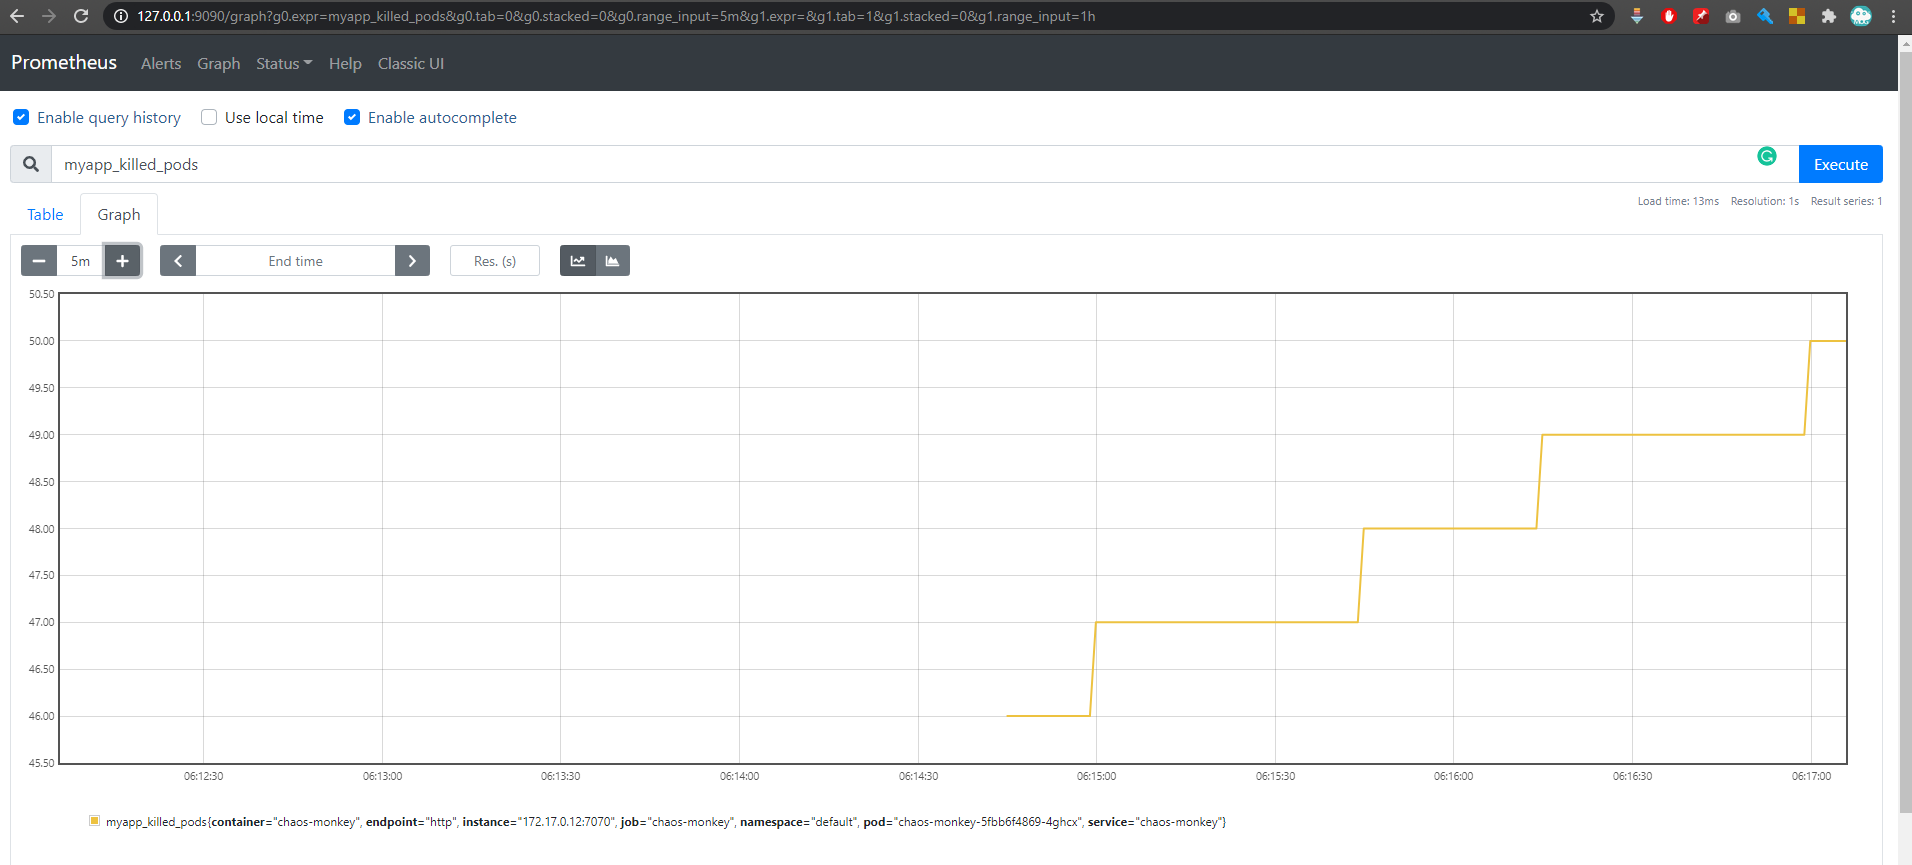 127.0.0.1:9090/graph?g0.expr=myapp_killed_pods&g0.tab=0&g0.stacked=0&g0.range_input=5m&g1.expr=&g1.tab=1&g1.stacked=0&g1.range_input=1h
Prometheus Alerts Graph Status Help Classic UI
Enable query history Use local time Enable autocomplete
myapp_killed_pods Execute
Table Graph Load time: 13ms Resolution: 1s Result series: 1
5m End time Res. (s)
50.50
50.00
49.50
49.00
48.50
48.00
47.50
47.00
46.50
46.00
45.50
06:12:30 06:13:00 06:13:30 06:14:00 06:14:30 06:15:00 06:15:30 06:16:00 06:16:30 06:17:00
myapp_killed_pods{container="chaos-monkey", endpoint="http", instance="172.17.0.12:7070", job="chaos-monkey", namespace="default", pod="chaos-monkey-5fbb6f4869-4ghcx", service="chaos-monkey"}